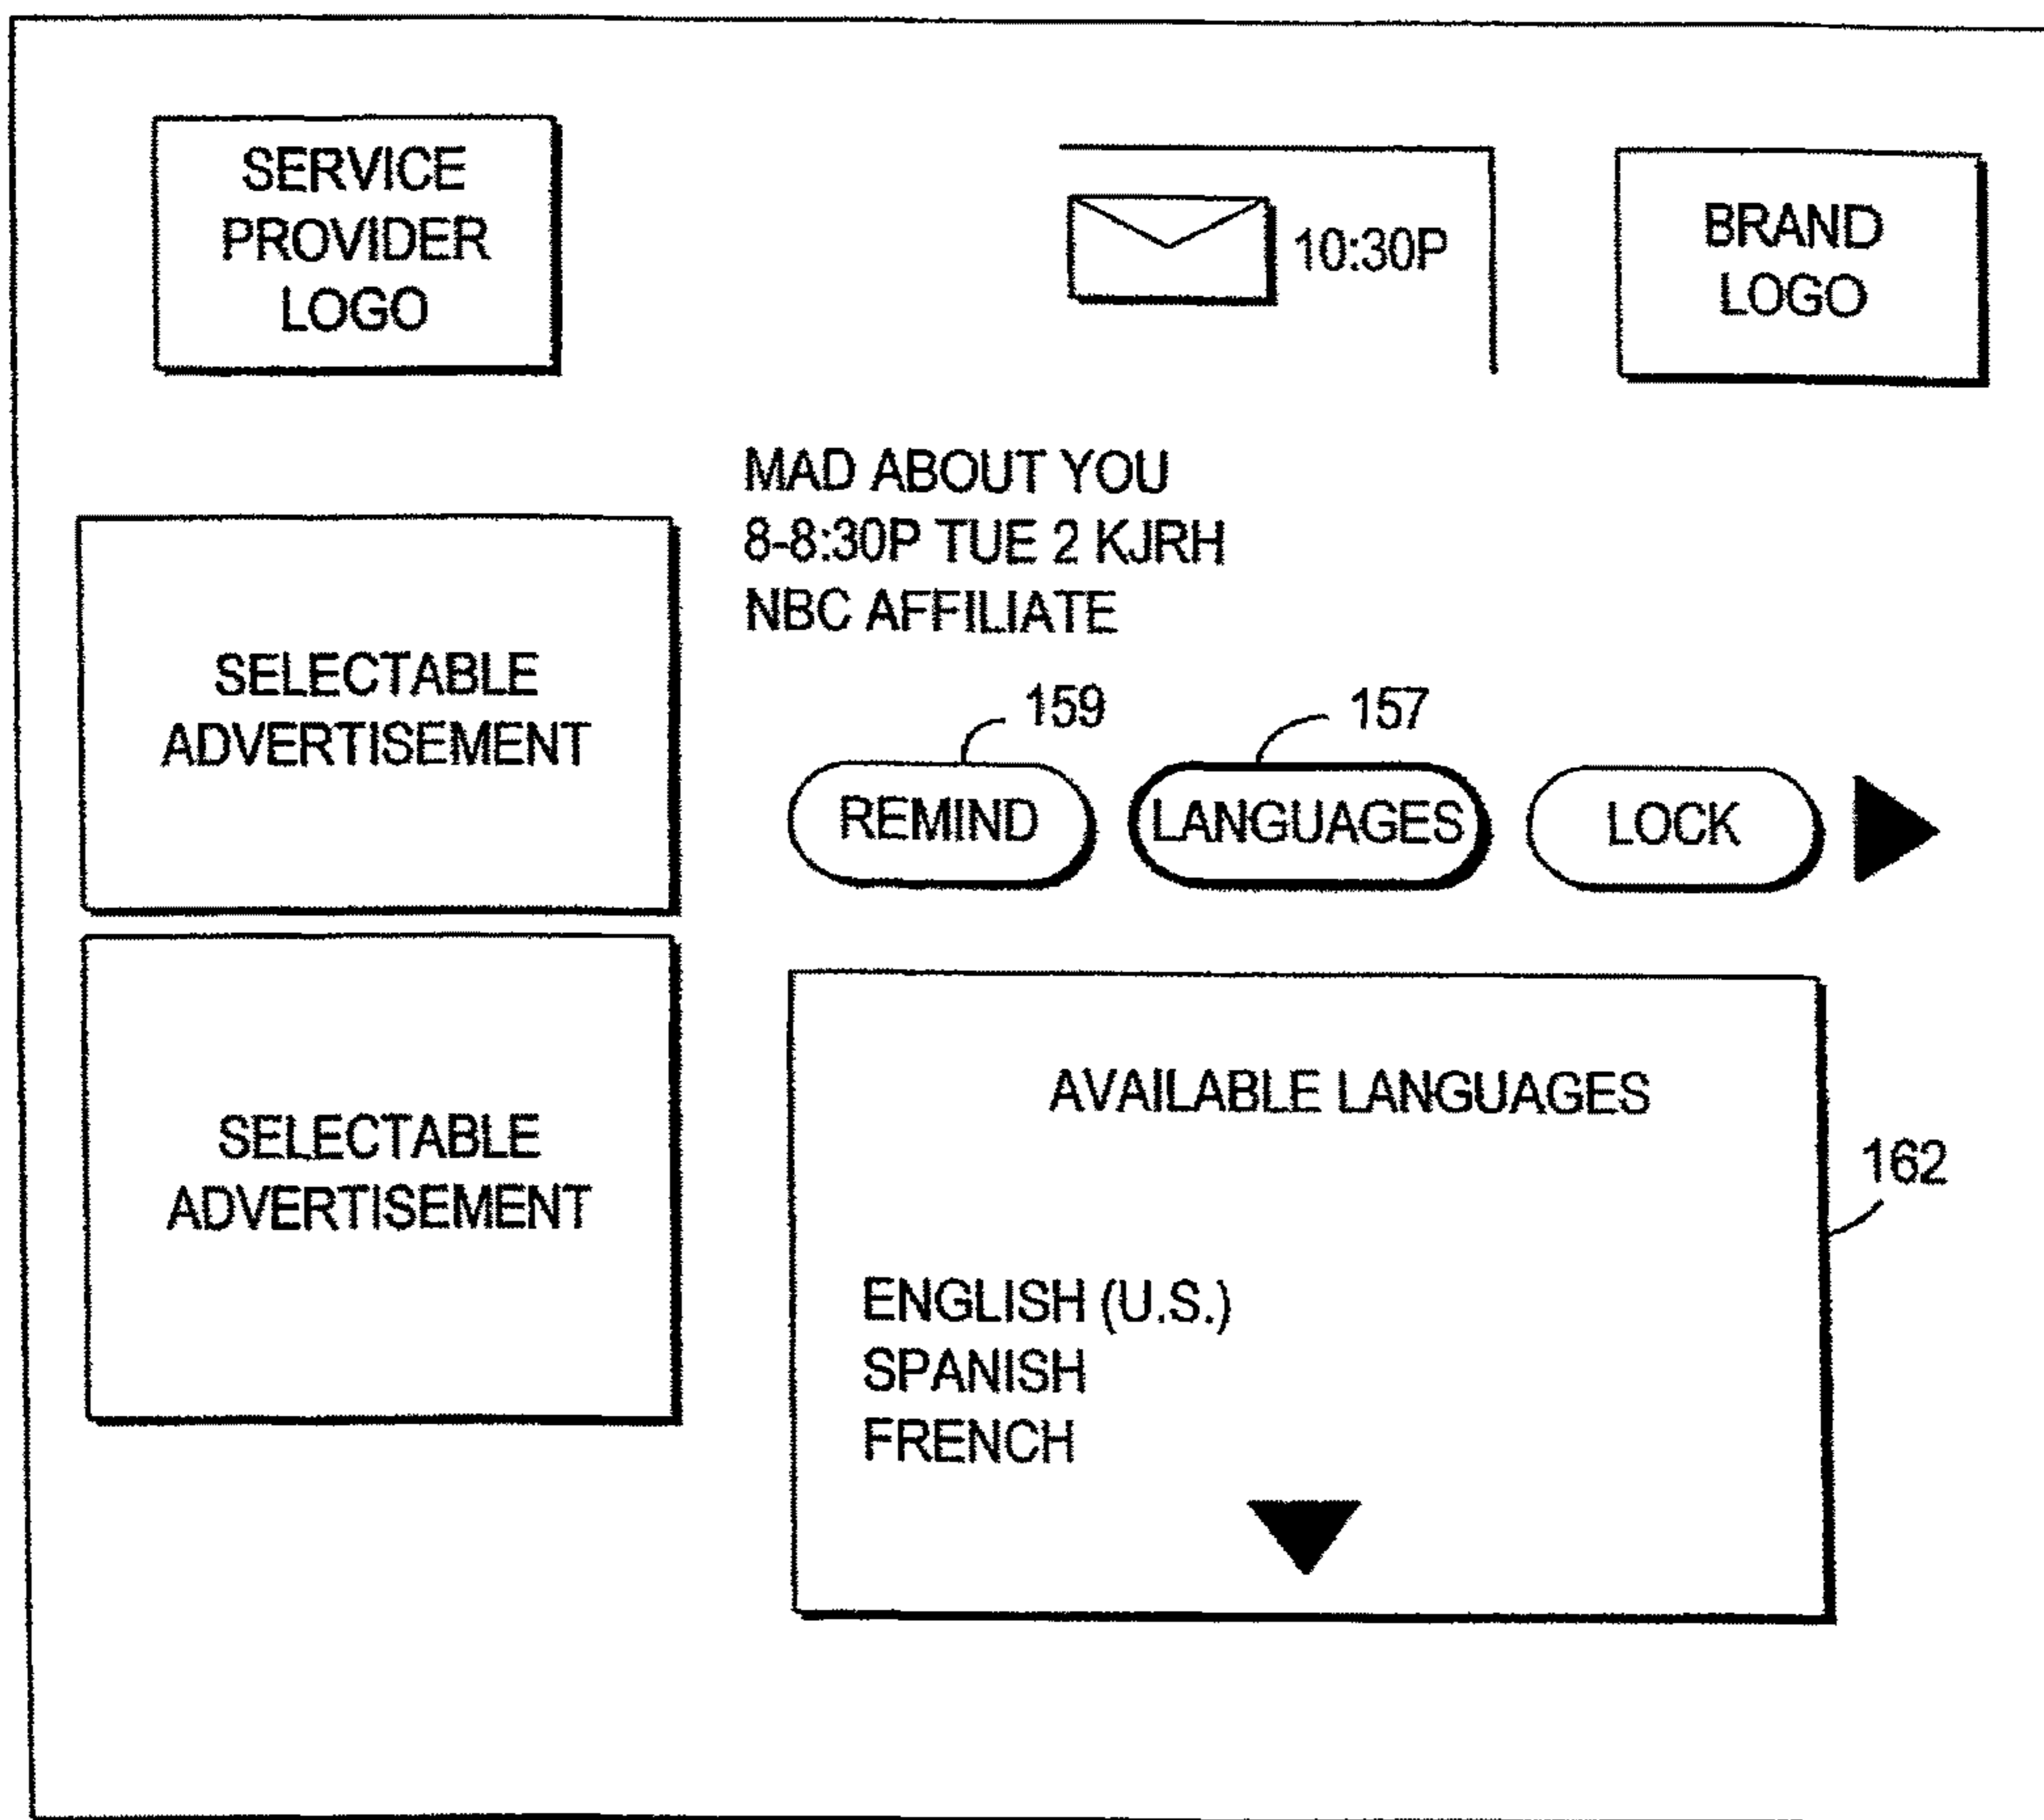 SERVICE
PROVIDER
LOGO
10:30P
BRAND
LOGO
MAD ABOUT YOU
8-8:30P TUE 2 KJRH
NBC AFFILIATE
SELECTABLE
ADVERTISEMENT
159
157
REMIND
LANGUAGES
LOCK
SELECTABLE
ADVERTISEMENT
AVAILABLE LANGUAGES
162
ENGLISH (U.S.)
SPANISH
FRENCH